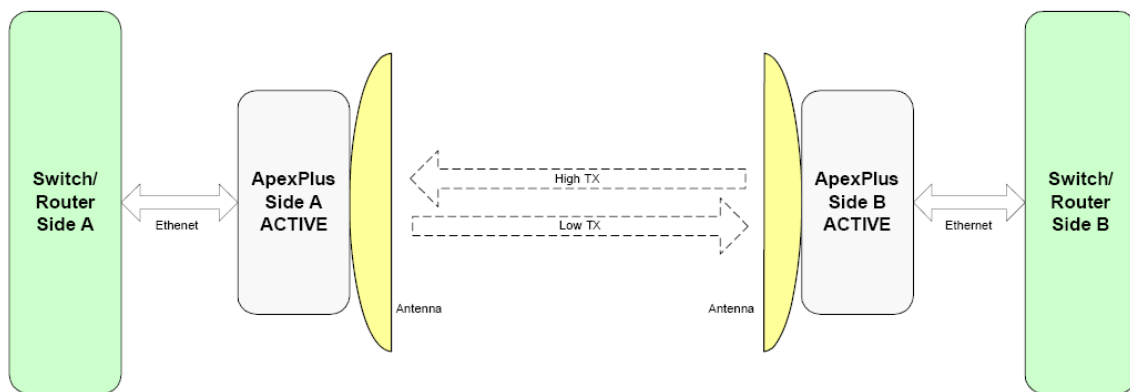 Switch/
Router
Side A
Ethenet
ApexPlus
Side A
ACTIVE
Antenna
High TX
Low TX
Antenna
ApexPlus
Side B
ACTIVE
Ethernet
Switch/
Router
Side B